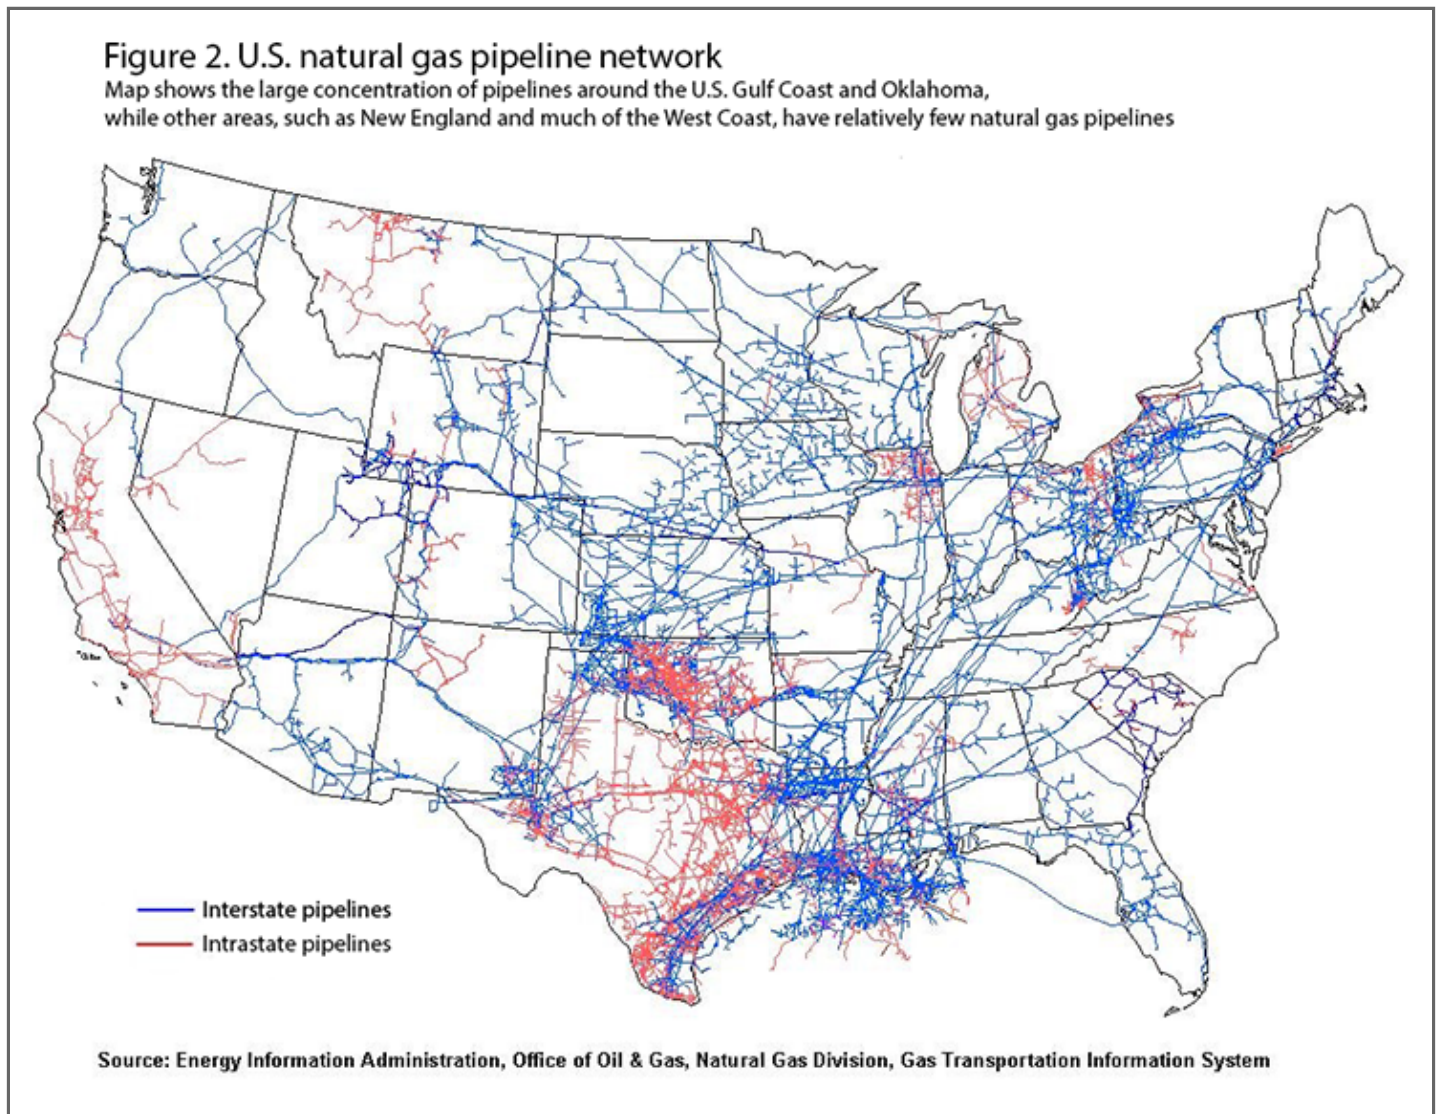 Figure 2. U.S. natural gas pipeline network
Map shows the large concentration of pipelines around the U.S. Gulf Coast and Oklahoma,
while other areas, such as New England and much of the West Coast, have relatively few natural gas pipelines
Interstate pipelines
Intrastate pipelines
Source: Energy Information Administration, Office of Oil & Gas, Natural Gas Division, Gas Transportation Information System